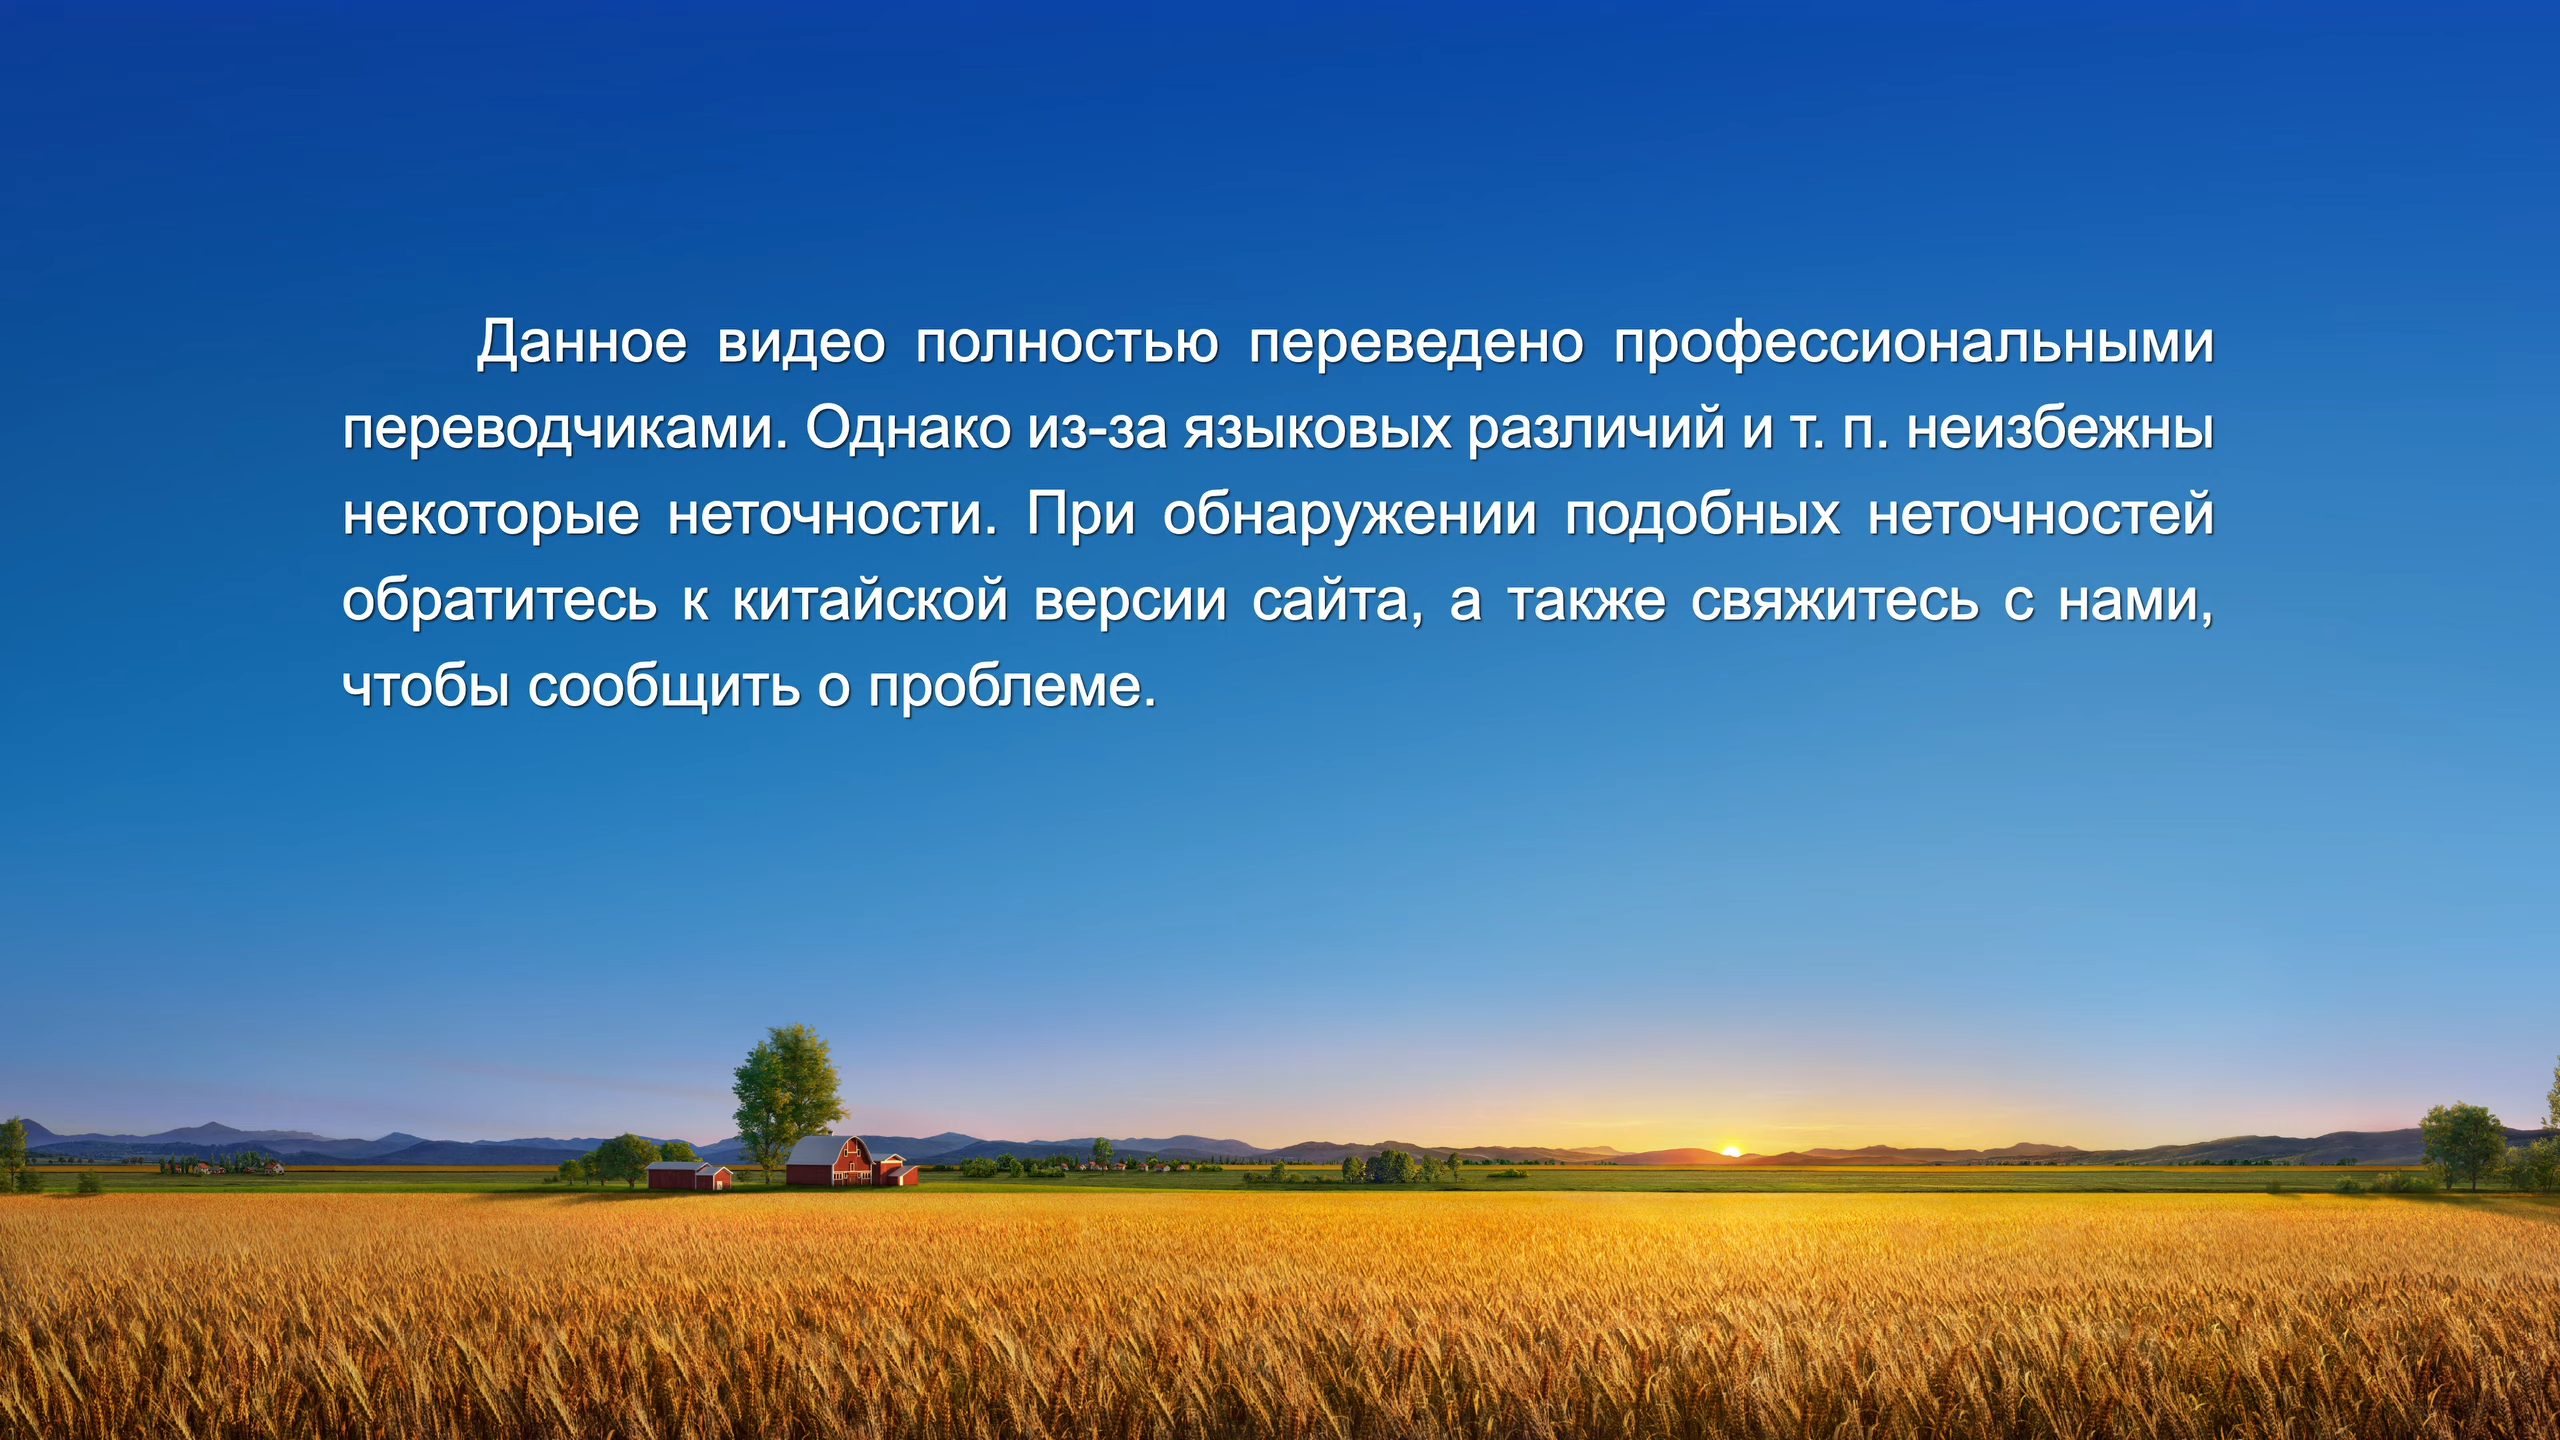 Данное видео полностью переведено профессиональными
переводчиками. Однако из-за языковых различий и т. п. неизбежны
некоторые неточности. При обнаружении подобных неточностей
обратитесь к китайской версии сайта, а также свяжитесь с нами,
чтобы сообщить о проблеме.